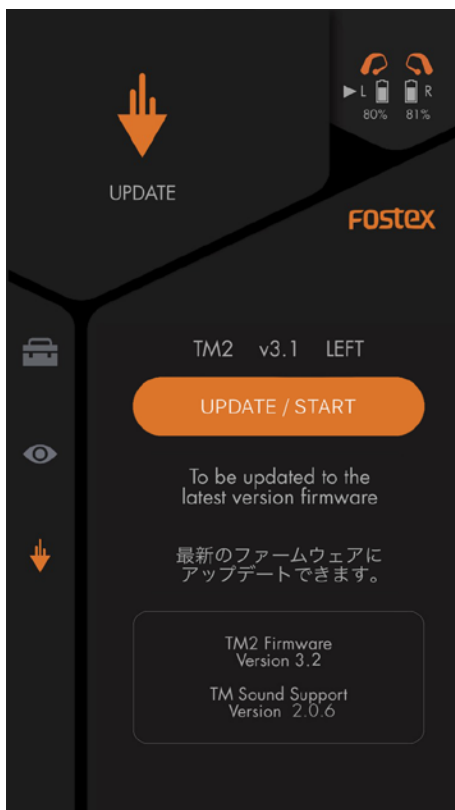 UPDATE
L R
80% 81%
FOSTEX
TM2 v3.1 LEFT
UPDATE / START
To be updated to the
latest version firmware
最新のファームウェアに
アップデートできます。
TM2 Firmware
Version 3.2
TM Sound Support
Version 2.0.6